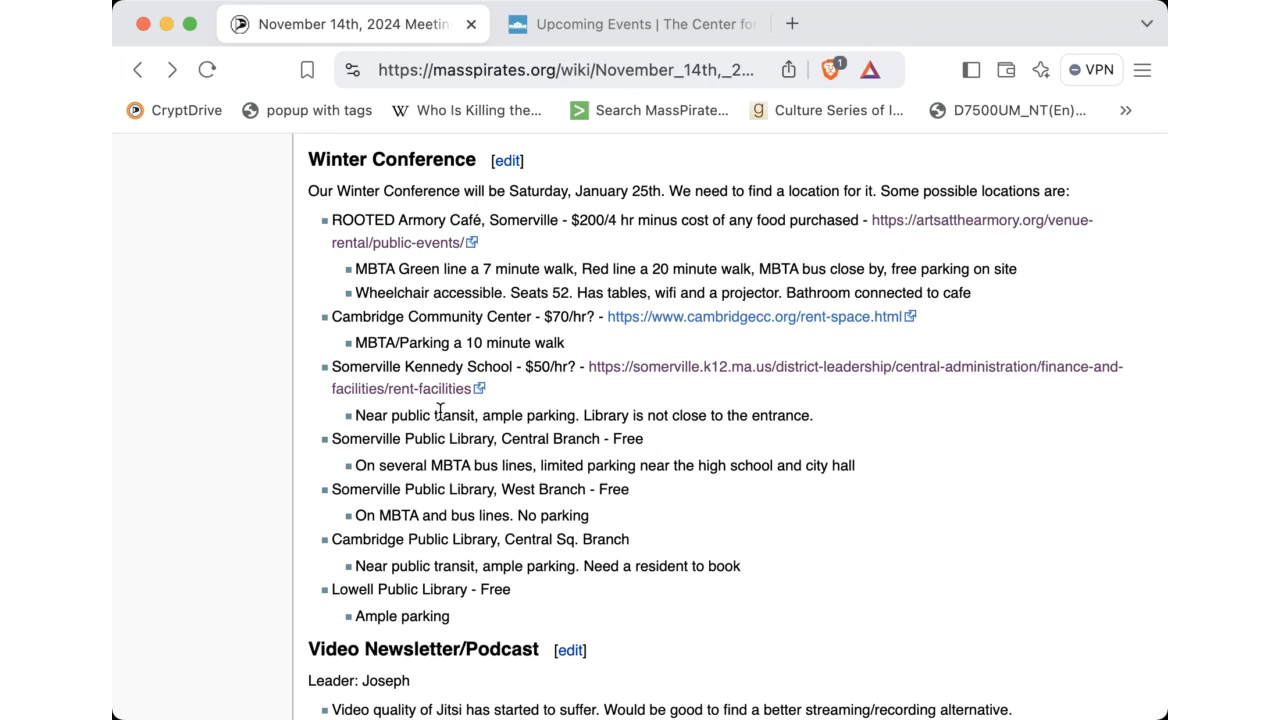 November 14th, 2024 Meetin
Upcoming Events | The Center for
https://masspirates.org/wiki/November_14th,_2...
1
VPN
CryptDrive
popup with tags
W Who Is Killing the...
Search MassPirate...
g Culture Series of I...
D7500UM_NT(En)...
Winter Conference [edit]
Our Winter Conference will be Saturday, January 25th. We need to find a location for it. Some possible locations are:
ROOTED Armory Café, Somerville - $200/4 hr minus cost of any food purchased - https://artsatthearmory.org/venue-
rental/public-events/
MBTA Green line a 7 minute walk, Red line a 20 minute walk, MBTA bus close by, free parking on site
Wheelchair accessible. Seats 52. Has tables, wifi and a projector. Bathroom connected to cafe
Cambridge Community Center - $70/hr? - https://www.cambridgecc.org/rent-space.html
MBTA/Parking a 10 minute walk
Somerville Kennedy School - $50/hr? - https://somerville.k12.ma.us/district-leadership/central-administration/finance-and-
facilities/rent-facilities
Near public transit, ample parking. Library is not close to the entrance.
Somerville Public Library, Central Branch - Free
On several MBTA bus lines, limited parking near the high school and city hall
Somerville Public Library, West Branch - Free
On MBTA and bus lines. No parking
Cambridge Public Library, Central Sq. Branch
Near public transit, ample parking. Need a resident to book
Lowell Public Library - Free
Ample parking
Video Newsletter/Podcast [edit]
Leader: Joseph
Video quality of Jitsi has started to suffer. Would be good to find a better streaming/recording alternative.